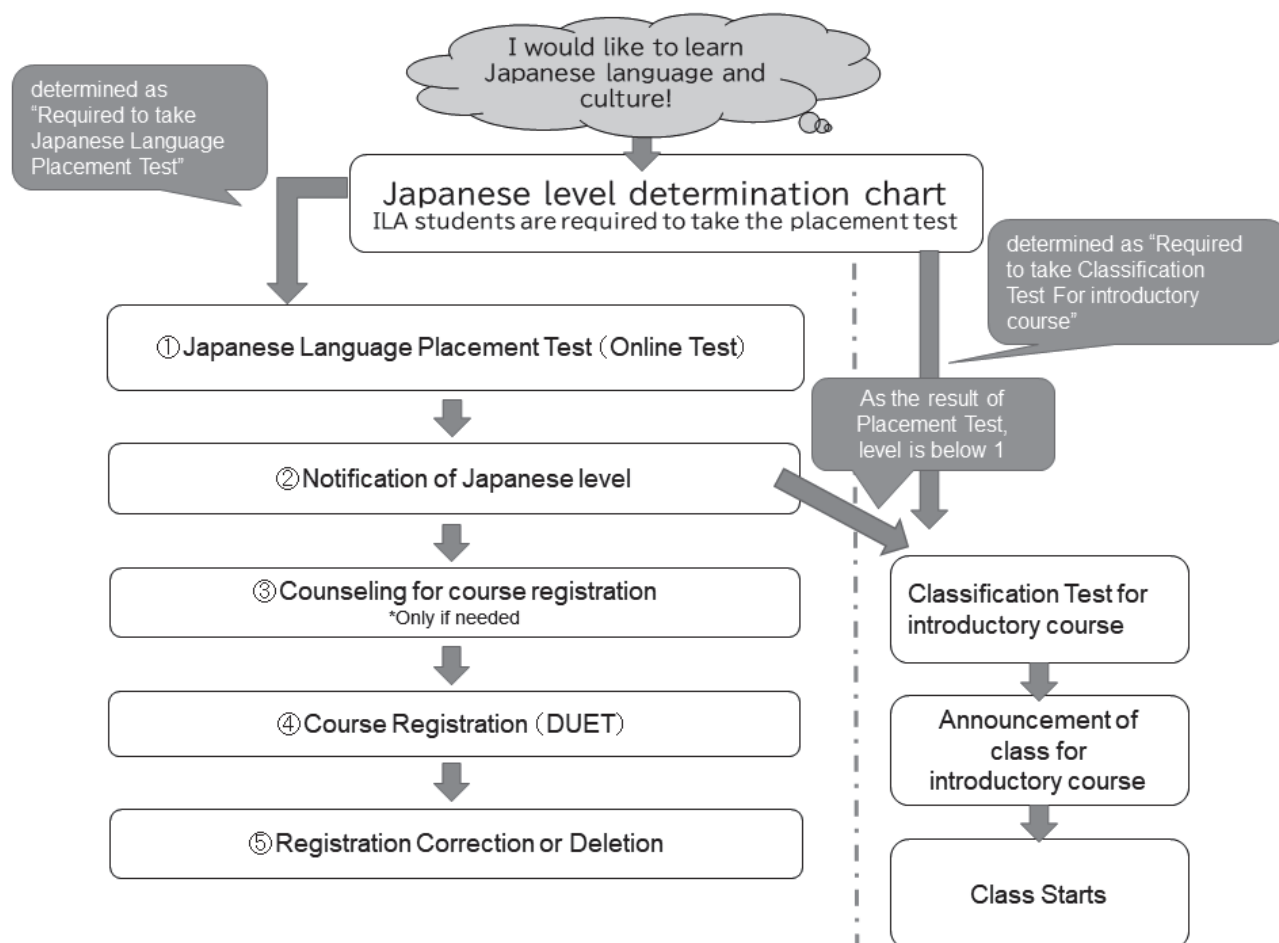 I would like to learn
Japanese language and
culture!
determined as
“Required to take
Japanese Language
Placement Test”
Japanese level determination chart
ILA students are required to take the placement test
determined as “Required
to take Classification
Test For introductory
course”
①Japanese Language Placement Test（Online Test）
As the result of
Placement Test,
level is below 1
②Notification of Japanese level
③Counseling for course registration
*Only if needed
④Course Registration（DUET）
⑤Registration Correction or Deletion
Classification Test for
introductory course
Announcement of
class for
introductory course
Class Starts